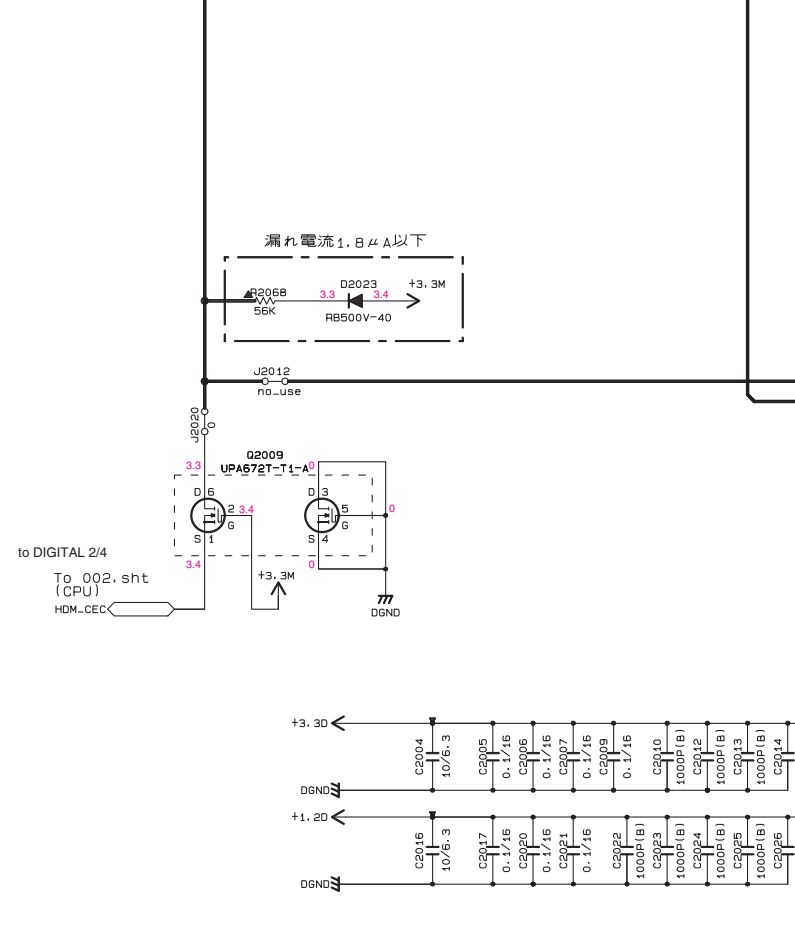 漏れ電流1.8μA以下
R2068
56K
3.3
D2023
3.4
RB500V-40
+3.3M
J2012
no_use
J2020
0
Q2009
UPA672T-T1-A
3.3
0
D 6
D 3
2
3.4
G
5
G
0
S 1
S 4
3.4
0
to DIGITAL 2/4
To 002.sht
(CPU)
HDM_CEC
+3.3M
DGND
+3.3D
C2004
10/6.3
C2005
0.1/16
C2006
0.1/16
C2007
0.1/16
C2009
0.1/16
C2010
1000P(B)
C2012
1000P(B)
C2013
1000P(B)
C2014
DGND
+1.2D
C2016
10/6.3
C2017
0.1/16
C2020
0.1/16
C2021
0.1/16
C2022
1000P(B)
C2023
1000P(B)
C2024
1000P(B)
C2025
1000P(B)
C2026
DGND